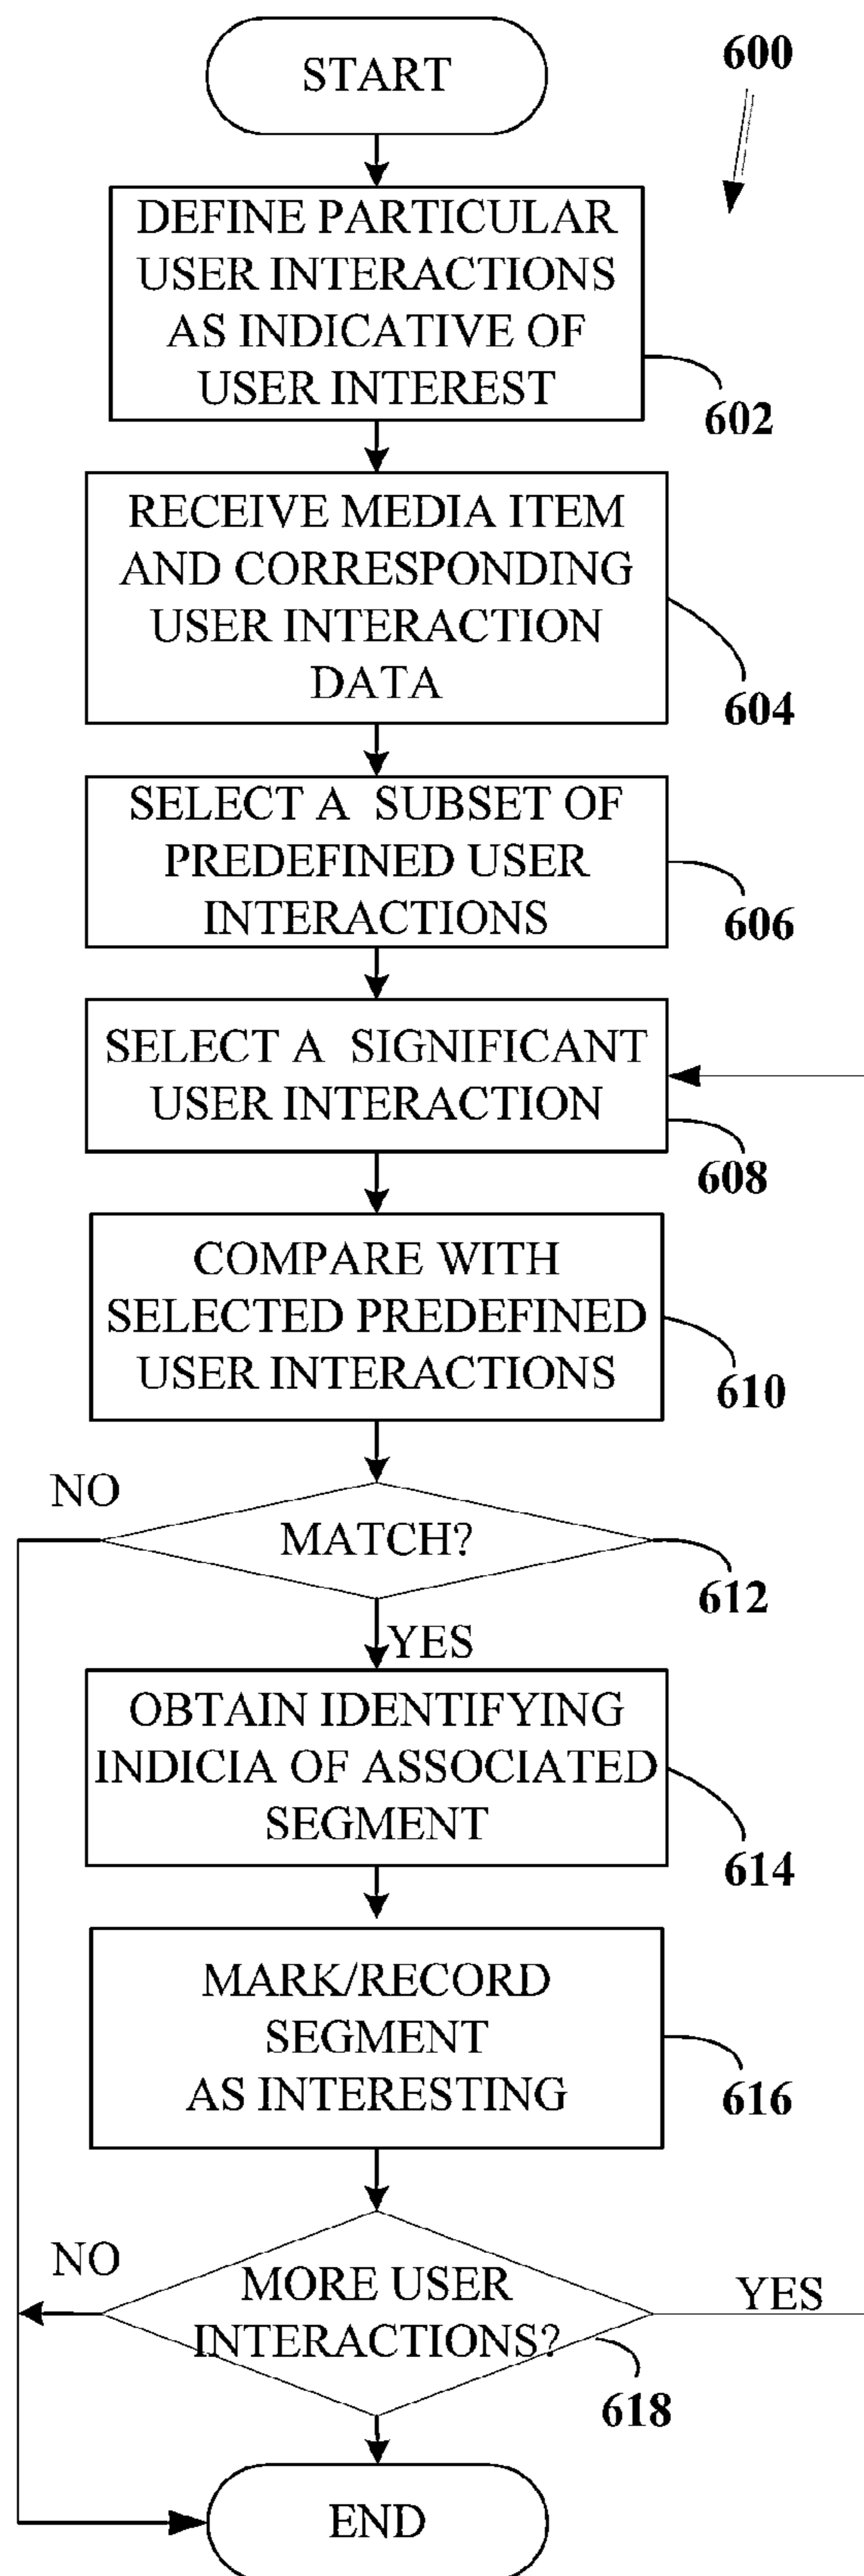 START
600
DEFINE PARTICULAR
USER INTERACTIONS
AS INDICATIVE OF
USER INTEREST
602
RECEIVE MEDIA ITEM
AND CORRESPONDING
USER INTERACTION
DATA
604
SELECT A SUBSET OF
PREDEFINED USER
INTERACTIONS
606
SELECT A SIGNIFICANT
USER INTERACTION
608
COMPARE WITH
SELECTED PREDEFINED
USER INTERACTIONS
610
NO
MATCH?
612
YES
OBTAIN IDENTIFYING
INDICIA OF ASSOCIATED
SEGMENT
614
MARK/RECORD
SEGMENT
AS INTERESTING
616
NO
MORE USER
INTERACTIONS?
YES
618
END